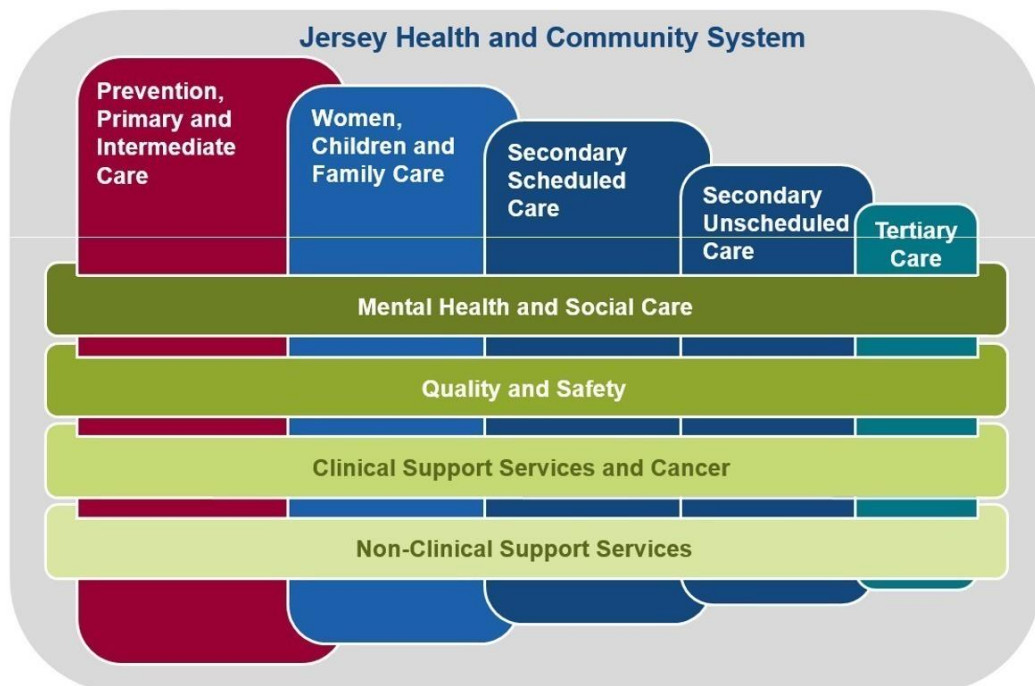 Jersey Health and Community System
Prevention,
Primary and
Intermediate
Care
Women,
Children and
Family Care
Secondary
Scheduled
Care
Secondary
Unscheduled
Care
Tertiary
Care
Mental Health and Social Care
Quality and Safety
Clinical Support Services and Cancer
Non-Clinical Support Services